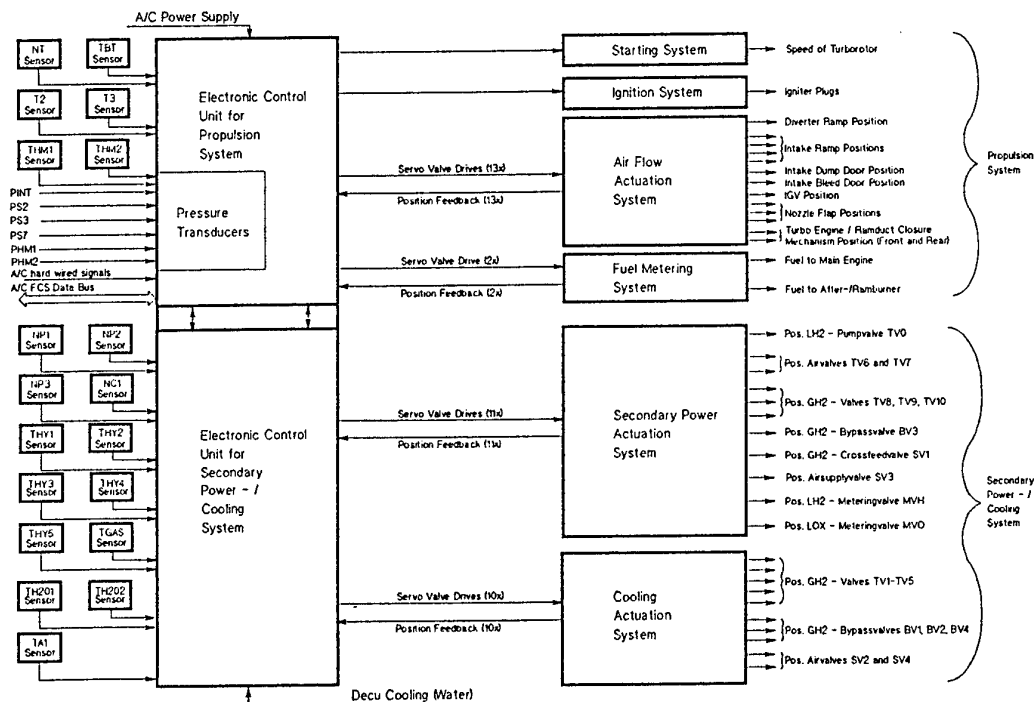 A/C Power Supply
NT
Sensor
TBT
Sensor
T2
Sensor
T3
Sensor
THM1
Sensor
THM2
Sensor
PINT
PS2
PS3
PS7
PHM1
PHM2
A/C hard wired signals
A/C FCS Data Bus
Electronic Control
Unit for
Propulsion
System
Pressure
Transducers
Servo Valve Drives (13x)
Position Feedback (13x)
Servo Valve Drive (2x)
Position Feedback (2x)
Starting System
Ignition System
Air Flow
Actuation
System
Fuel Metering
System
Speed of Turborotor
Igniter Plugs
Diverter Ramp Position
Intake Ramp Positions
Intake Dump Door Position
Intake Bleed Door Position
IGV Position
Nozzle Flap Positions
Turbo Engine / Ramduct Closure
Mechanism Position (Front and Rear)
Fuel to Main Engine
Fuel to After-/Ramburner
Propulsion
System
NP1
Sensor
NP2
Sensor
NP3
Sensor
NC1
Sensor
THY1
Sensor
THY2
Sensor
THY3
Sensor
THY4
Sensor
THY5
Sensor
TGAS
Sensor
TH201
Sensor
TH202
Sensor
TA1
Sensor
Electronic Control
Unit for
Secondary
Power - /
Cooling
System
Servo Valve Drives (11x)
Position Feedback (11x)
Servo Valve Drives (10x)
Position Feedback (10x)
Secondary Power
Actuation
System
Cooling
Actuation
System
Pos. LH2 - Pumpvalve TV0
Pos. Airvalves TV6 and TV7
Pos. GH2 - Valves TV8, TV9, TV10
Pos. GH2 - Bypassvalve BV3
Pos. GH2 - Crossfeedvalve SV1
Pos. Airsupplyvalve SV3
Pos. LH2 - Meteringvalve MVH
Pos. LOX - Meteringvalve MVO
Pos. GH2 - Valves TV1-TV5
Pos. GH2 - Bypassvalves BV1, BV2, BV4
Pos. Airvalves SV2 and SV4
Secondary
Power - /
Cooling
System
Decu Cooling (Water)